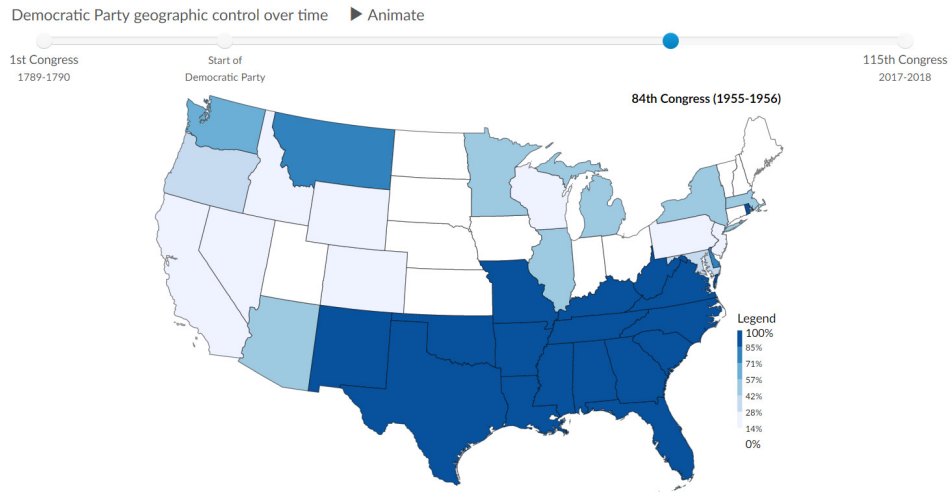 Democratic Party geographic control over time ▶ Animate
1st Congress
1789-1790
Start of
Democratic Party
115th Congress
2017-2018
84th Congress (1955-1956)
Legend
100%
85%
71%
57%
42%
28%
14%
0%